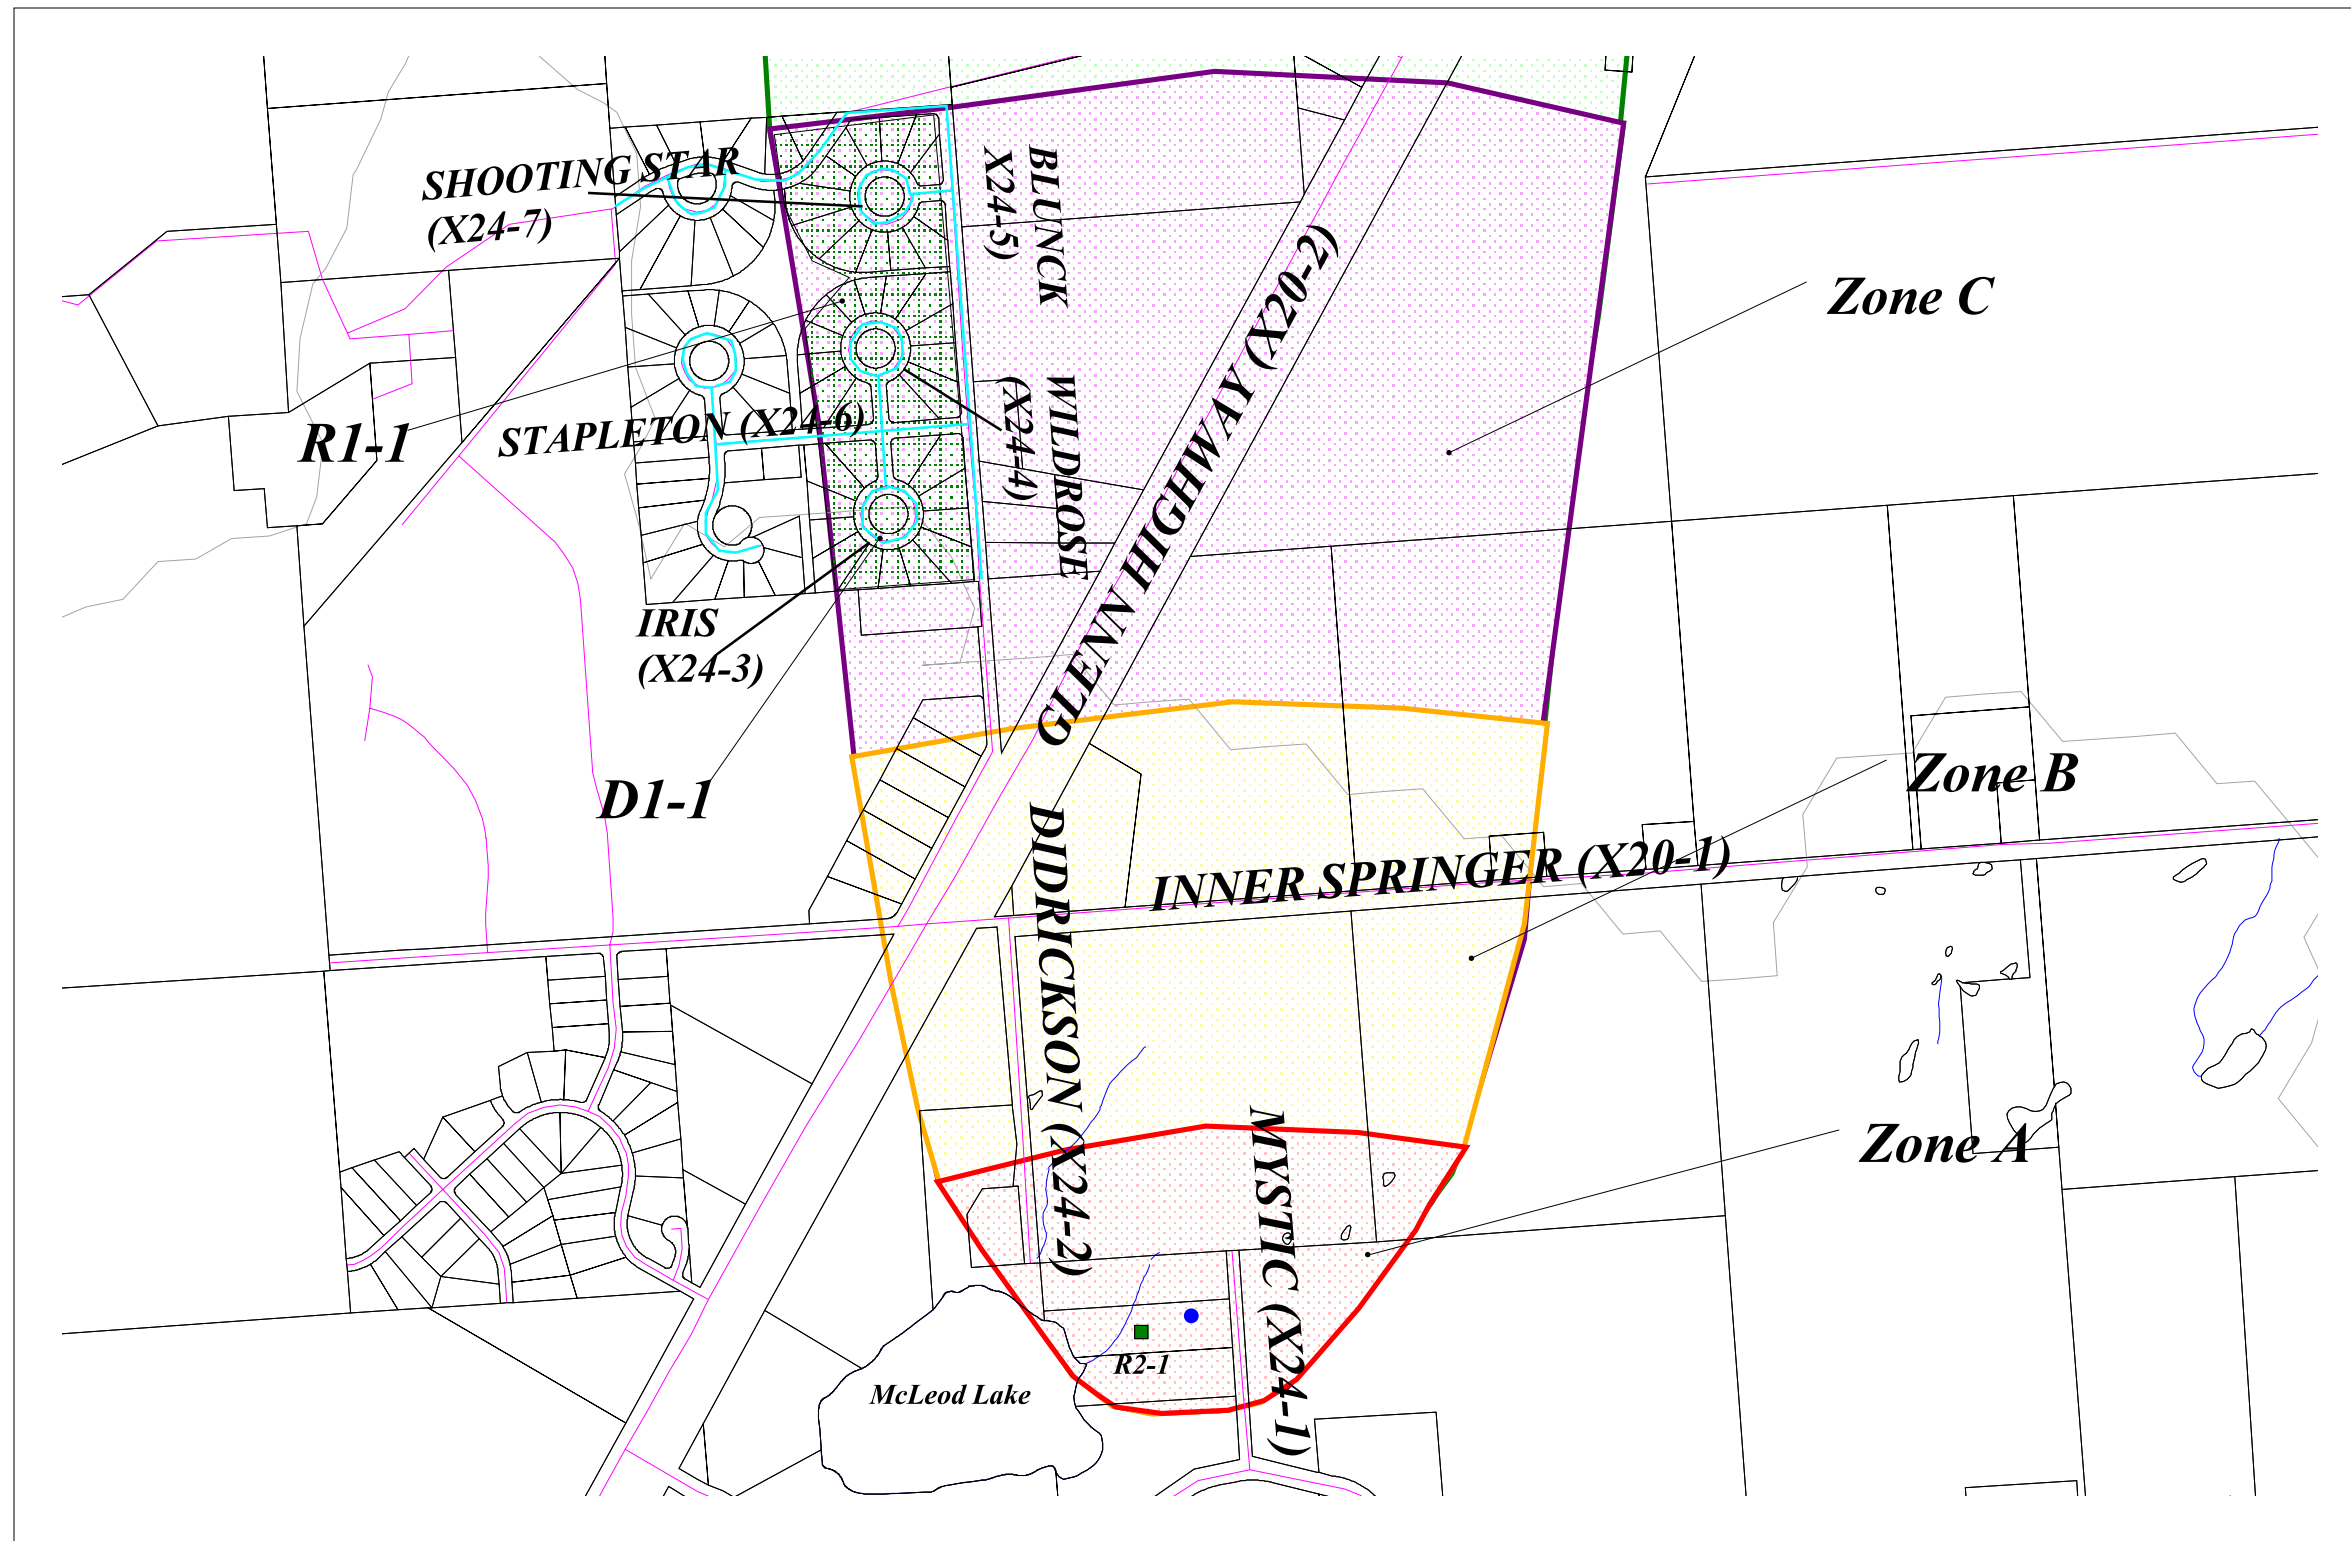 SHOOTING STAR
(X24-7)
BLUNCK
X24-5)
GLENN HIGHWAY (X20-2)
Zone C
R1-1
STAPLETON (X24-6)
WILDROSE
(X24-4)
IRIS
(X24-3)
D1-1
Zone B
INNER SPRINGER (X20-1)
DIDRICKSON (X24-2)
Zone A
MYSTIC (X24-1)
R2-1
McLeod Lake